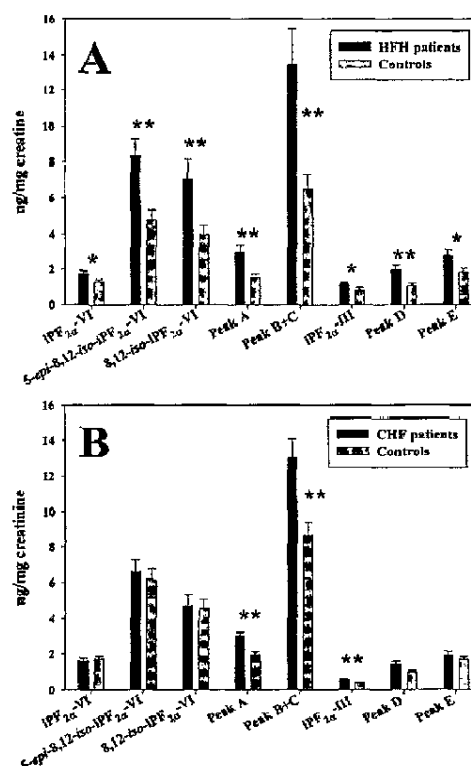 A
HFH patients
Controls
ng/mg creatine
16
14
12
10
8
6
4
2
0
**
**
**
**
*
*
**
*
iPF2α-VI
5-epi-8,12-iso-iPF2α-VI
8,12-iso-iPF2α-VI
Peak A
Peak B+C
iPF2α-III
Peak D
Peak E
B
CHF patients
Controls
ng/mg creatinine
16
14
12
10
8
6
4
2
0
**
**
**
iPF2α-VI
5-epi-8,12-iso-iPF2α-VI
8,12-iso-iPF2α-VI
Peak A
Peak B+C
iPF2α-III
Peak D
Peak E